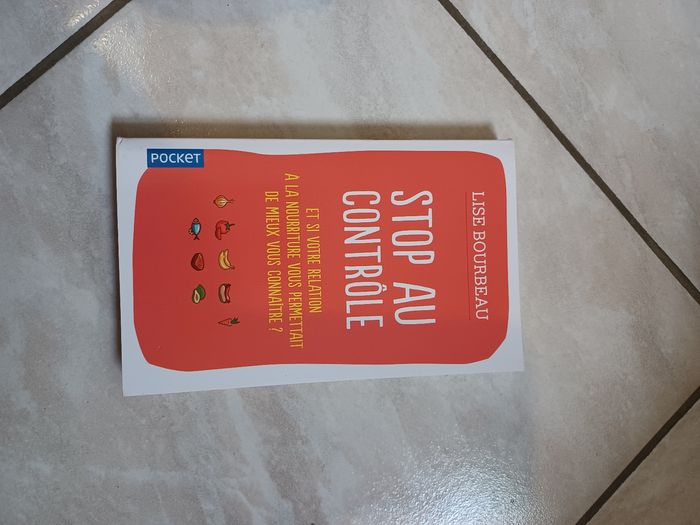 LISE BOURBEAU
STOP AU
CONTRÔLE
ET SI VOTRE RELATION
À LA NOURRITURE VOUS PERMETTAIT
DE MIEUX VOUS CONNAÎTRE ?
POCKET